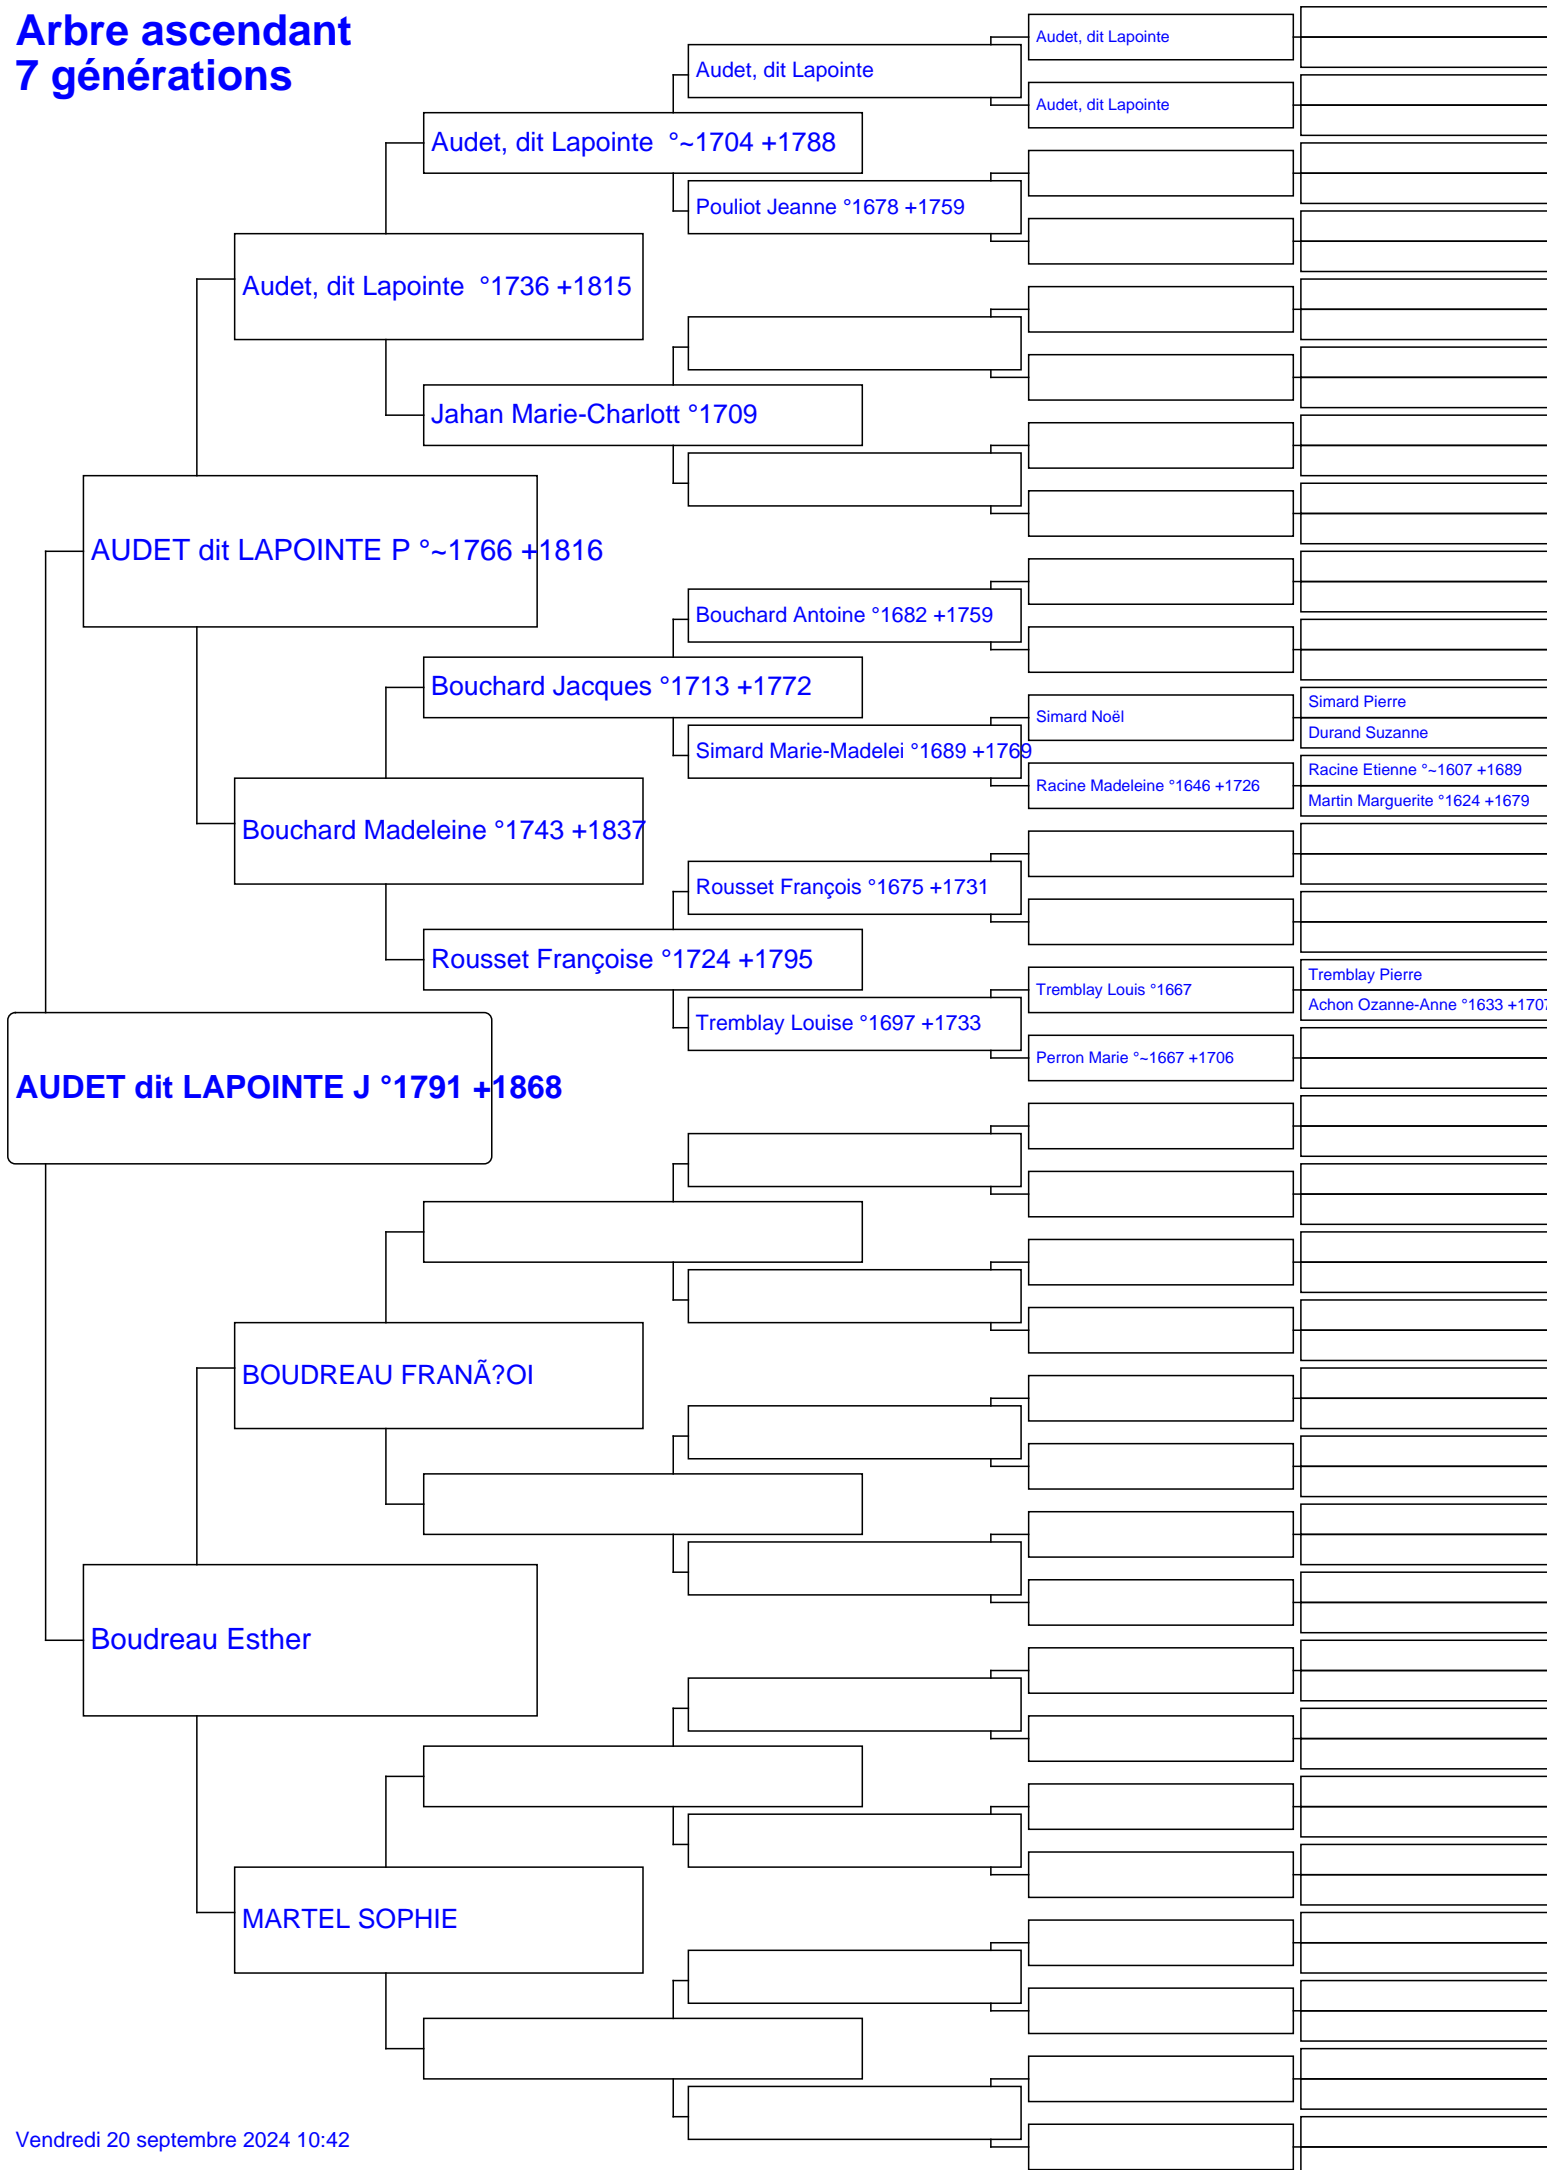 Arbre ascendant
7 générations
Audet, dit Lapointe
Audet, dit Lapointe
Audet, dit Lapointe
Audet, dit Lapointe  °~1704 +1788
Pouliot Jeanne °1678 +1759
Audet, dit Lapointe  °1736 +1815
Jahan Marie-Charlott °1709
AUDET dit LAPOINTE P °~1766 +1816
Bouchard Antoine °1682 +1759
Bouchard Jacques °1713 +1772
Simard Noël
Simard Pierre
Durand Suzanne
Simard Marie-Madelei °1689 +1769
Racine Madeleine °1646 +1726
Racine Etienne °~1607 +1689
Martin Marguerite °1624 +1679
Bouchard Madeleine °1743 +1837
Rousset François °1675 +1731
Rousset Françoise °1724 +1795
Tremblay Louis °1667
Tremblay Pierre
Achon Ozanne-Anne °1633 +1707
Tremblay Louise °1697 +1733
Perron Marie °~1667 +1706
AUDET dit LAPOINTE J °1791 +1868
BOUDREAU FRANÃ?OI
Boudreau Esther
MARTEL SOPHIE
Vendredi 20 septembre 2024 10:42